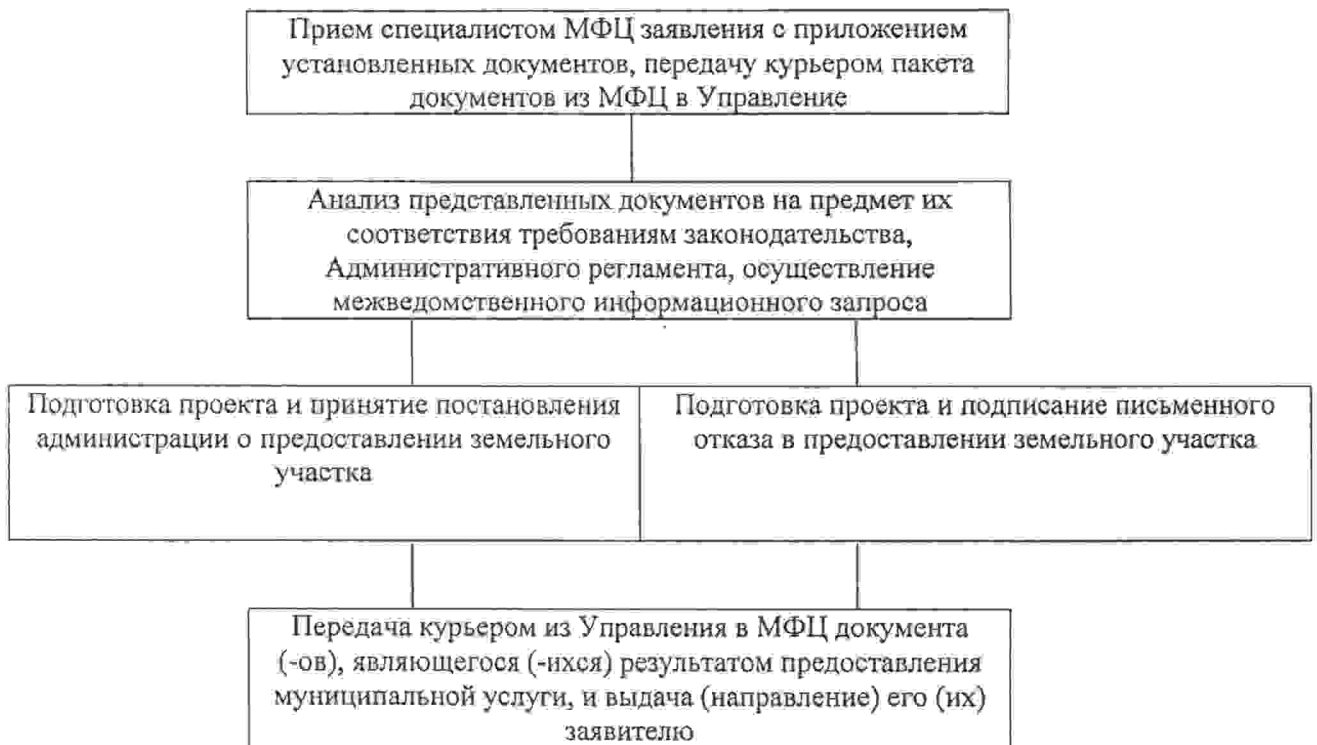 Прием специалистом МФЦ заявления с приложением
установленных документов, передачу курьером пакета
документов из МФЦ в Управление
Анализ представленных документов на предмет их
соответствия требованиям законодательства,
Административного регламента, осуществление
межведомственного информационного запроса
Подготовка проекта и принятие постановления
администрации о предоставлении земельного
участка
Подготовка проекта и подписание письменного
отказа в предоставлении земельного участка
Передача курьером из Управления в МФЦ документа
(-ов), являющегося (-ихся) результатом предоставления
муниципальной услуги, и выдача (направление) его (их)
заявителю